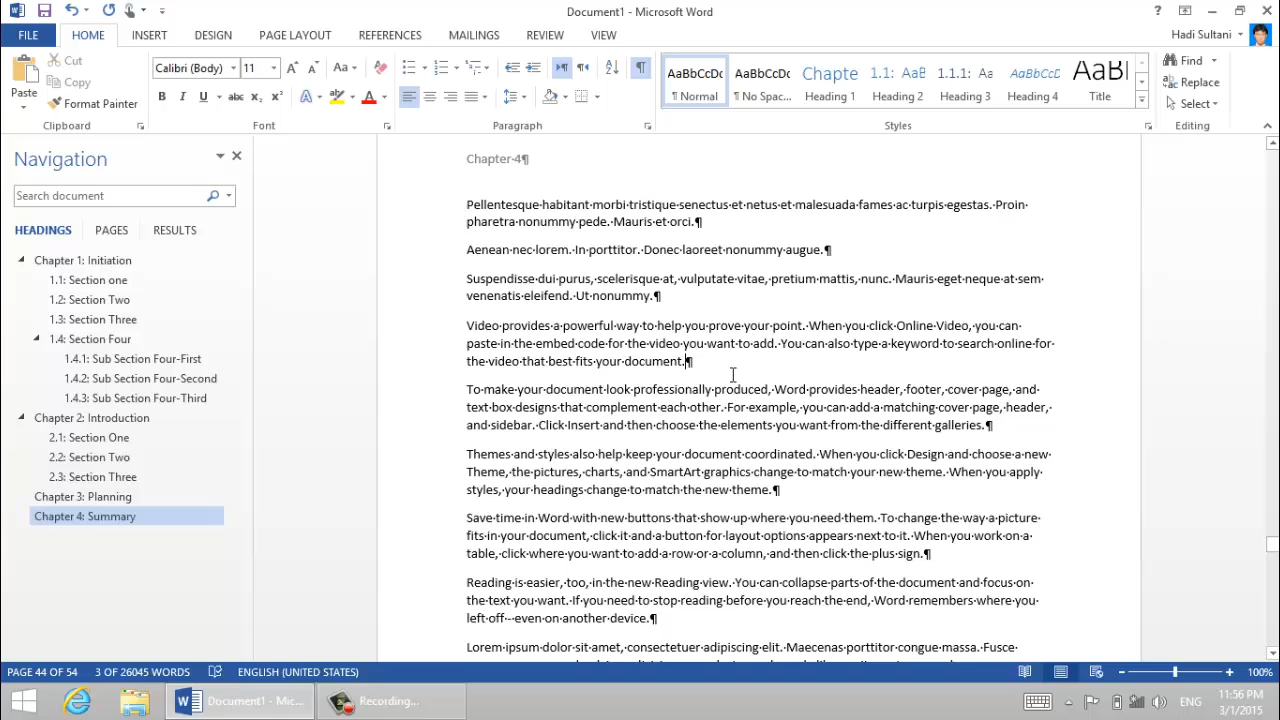 Document1 - Microsoft Word
Hadi Sultani
FILE HOME INSERT DESIGN PAGE LAYOUT REFERENCES MAILINGS REVIEW VIEW
Paste
Cut
Copy
Format Painter
Clipboard
Calibri (Body) 11
Font
Paragraph
AaBbCcDc AaBbCcDc Chapte 1.1: AaB 1.1.1: Aa AaBbCcD AaB
¶ Normal ¶ No Spac... Heading 1 Heading 2 Heading 3 Heading 4 Title
Styles
Find
Replace
Select
Editing
Navigation
Search document
HEADINGS PAGES RESULTS
Chapter 1: Initiation
1.1: Section one
1.2: Section Two
1.3: Section Three
1.4: Section Four
1.4.1: Sub Section Four-First
1.4.2: Sub Section Four-Second
1.4.3: Sub Section Four-Third
Chapter 2: Introduction
2.1: Section One
2.2: Section Two
2.3: Section Three
Chapter 3: Planning
Chapter 4: Summary
Chapter·4¶
Pellentesque·habitant·morbi·tristique·senectus·et·netus·et·malesuada·fames·ac·turpis·egestas.·Proin·
pharetra·nonummy·pede.·Mauris·et·orci.¶
Aenean·nec·lorem.·In·porttitor.·Donec·laoreet·nonummy·augue.¶
Suspendisse·dui·purus,·scelerisque·at,·vulputate·vitae,·pretium·mattis,·nunc.·Mauris·eget·neque·at·sem·
venenatis·eleifend.·Ut·nonummy.¶
Video·provides·a·powerful·way·to·help·you·prove·your·point.·When·you·click·Online·Video,·you·can·
paste·in·the·embed·code·for·the·video·you·want·to·add.·You·can·also·type·a·keyword·to·search·online·for·
the·video·that·best·fits·your·document.¶
To·make·your·document·look·professionally·produced,·Word·provides·header,·footer,·cover·page,·and·
text·box·designs·that·complement·each·other.·For·example,·you·can·add·a·matching·cover·page,·header,·
and·sidebar.·Click·Insert·and·then·choose·the·elements·you·want·from·the·different·galleries.¶
Themes·and·styles·also·help·keep·your·document·coordinated.·When·you·click·Design·and·choose·a·new·
Theme,·the·pictures,·charts,·and·SmartArt·graphics·change·to·match·your·new·theme.·When·you·apply·
styles,·your·headings·change·to·match·the·new·theme.¶
Save·time·in·Word·with·new·buttons·that·show·up·where·you·need·them.·To·change·the·way·a·picture·
fits·in·your·document,·click·it·and·a·button·for·layout·options·appears·next·to·it.·When·you·work·on·a·
table,·click·where·you·want·to·add·a·row·or·a·column,·and·then·click·the·plus·sign.¶
Reading·is·easier,·too,·in·the·new·Reading·view.·You·can·collapse·parts·of·the·document·and·focus·on·
the·text·you·want.·If·you·need·to·stop·reading·before·you·reach·the·end,·Word·remembers·where·you·
left·off·-·even·on·another·device.¶
Lorem·ipsum·dolor·sit·amet,·consectetuer·adipiscing·elit.·Maecenas·porttitor·congue·massa.·Fusce·
PAGE 44 OF 54 3 OF 26045 WORDS ENGLISH (UNITED STATES) 100%
Document1 - Mic...
Recording...
ENG
11:56 PM
3/1/2015